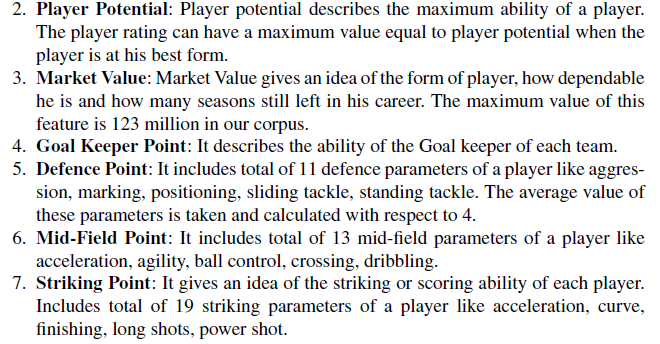 2. Player Potential: Player potential describes the maximum ability of a player.
The player rating can have a maximum value equal to player potential when the
player is at his best form.
3. Market Value: Market Value gives an idea of the form of player, how dependable
he is and how many seasons still left in his career. The maximum value of this
feature is 123 million in our corpus.
4. Goal Keeper Point: It describes the ability of the Goal keeper of each team.
5. Defence Point: It includes total of 11 defence parameters of a player like aggres-
sion, marking, positioning, sliding tackle, standing tackle. The average value of
these parameters is taken and calculated with respect to 4.
6. Mid-Field Point: It includes total of 13 mid-field parameters of a player like
acceleration, agility, ball control, crossing, dribbling.
7. Striking Point: It gives an idea of the striking or scoring ability of each player.
Includes total of 19 striking parameters of a player like acceleration, curve,
finishing, long shots, power shot.